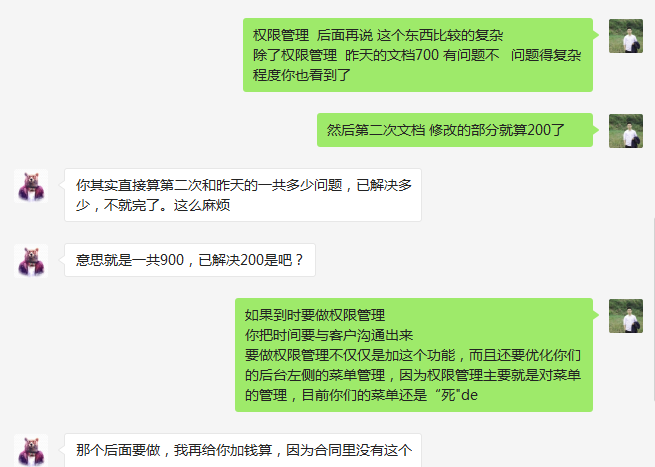 权限管理  后面再说 这个东西比较的复杂
除了权限管理  昨天的文档700 有问题不   问题得复杂
程度你也看到了
然后第二次文档 修改的部分就算200了
你其实直接算第二次和昨天的一共多少问题，已解决多
少，不就完了。这么麻烦
意思就是一共900，已解决200是吧？
如果到时要做权限管理
你把时间要与客户沟通出来
要做权限管理不仅仅是加这个功能，而且还要优化你们
的后台左侧的菜单管理，因为权限管理主要就是对菜单
的管理，目前你们的菜单还是“死"de
那个后面要做，我再给你加钱算，因为合同里没有这个